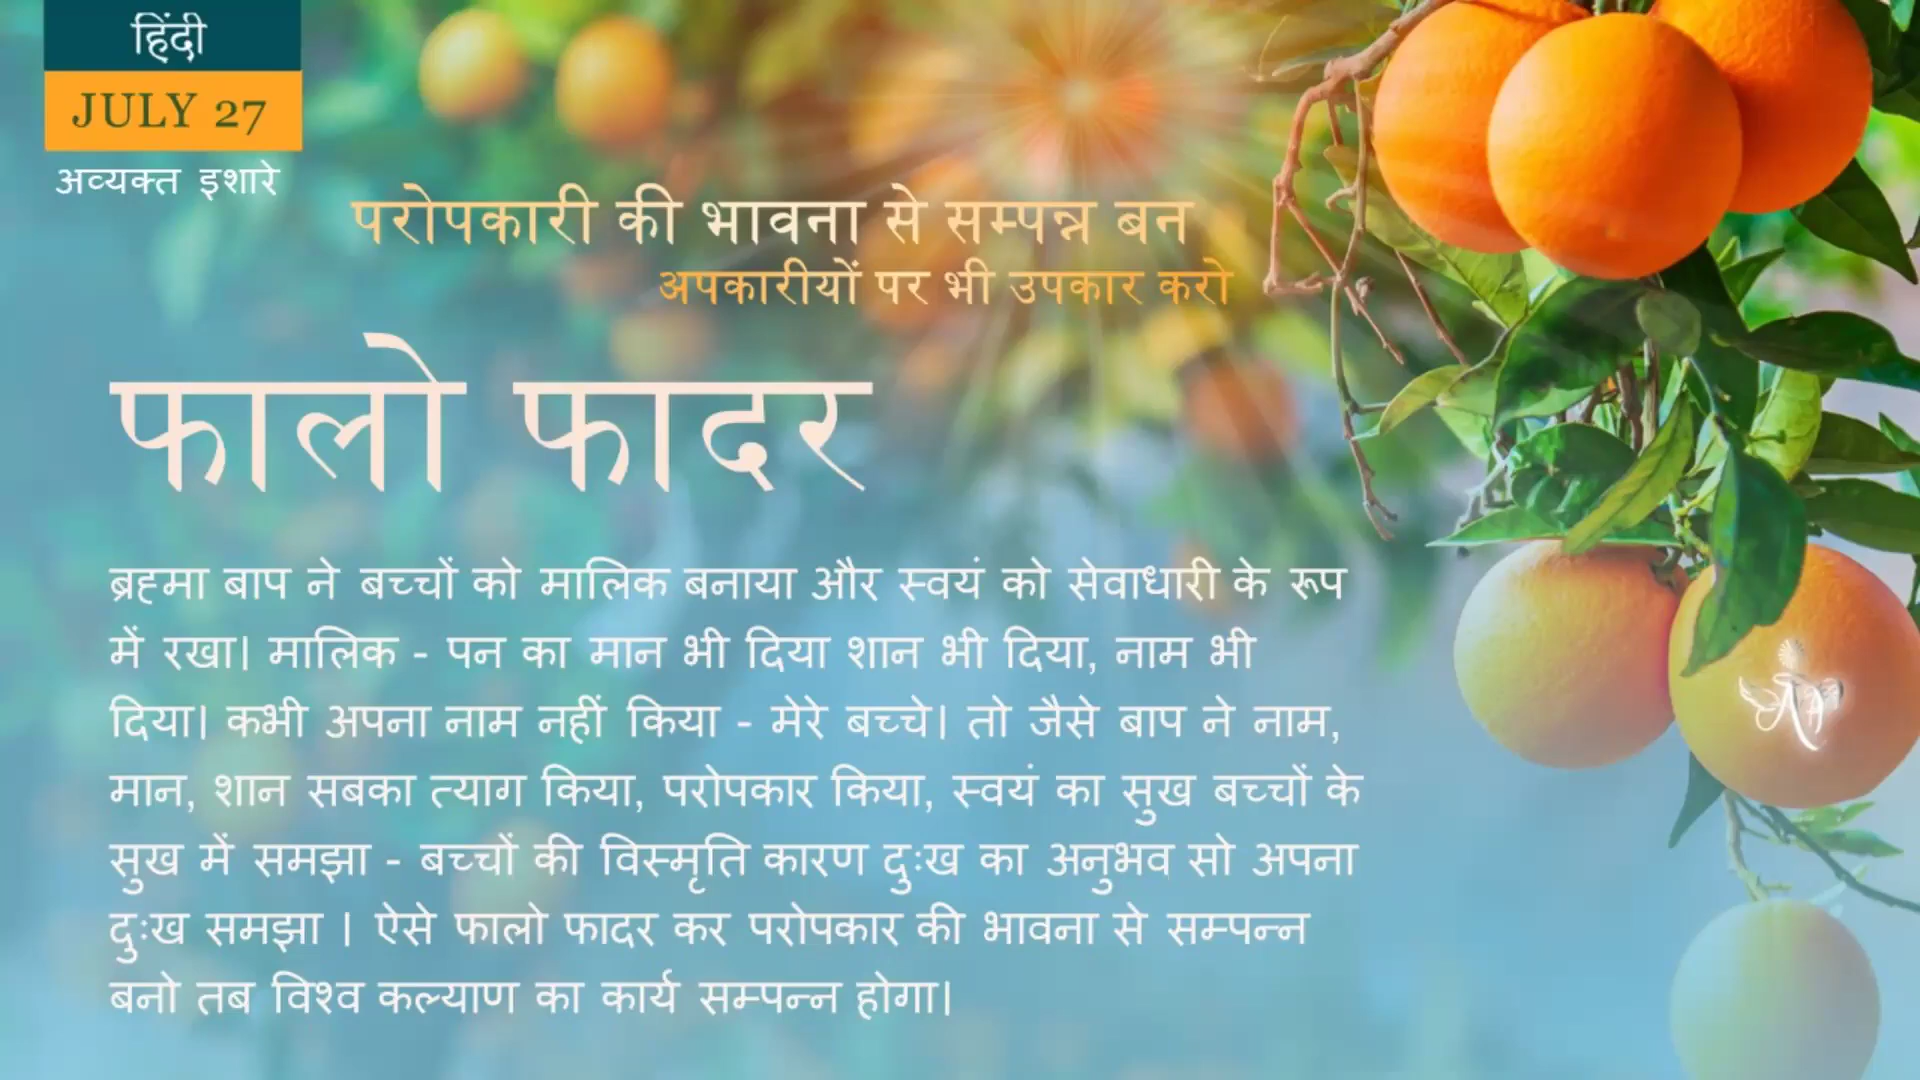 हिंदी
JULY 27
अव्यक्त इशारे
परोपकारी की भावना से सम्पन्न बन
अपकारीयों पर भी उपकार करो
फालो फादर
ब्रह्मा बाप ने बच्चों को मालिक बनाया और स्वयं को सेवाधारी के रूप
में रखा। मालिक - पन का मान भी दिया शान भी दिया, नाम भी
दिया। कभी अपना नाम नहीं किया - मेरे बच्चे। तो जैसे बाप ने नाम,
मान, शान सबका त्याग किया, परोपकार किया, स्वयं का सुख बच्चों के
सुख में समझा - बच्चों की विस्मृति कारण दुःख का अनुभव सो अपना
दुःख समझा । ऐसे फालो फादर कर परोपकार की भावना से सम्पन्न
बनो तब विश्व कल्याण का कार्य सम्पन्न होगा।